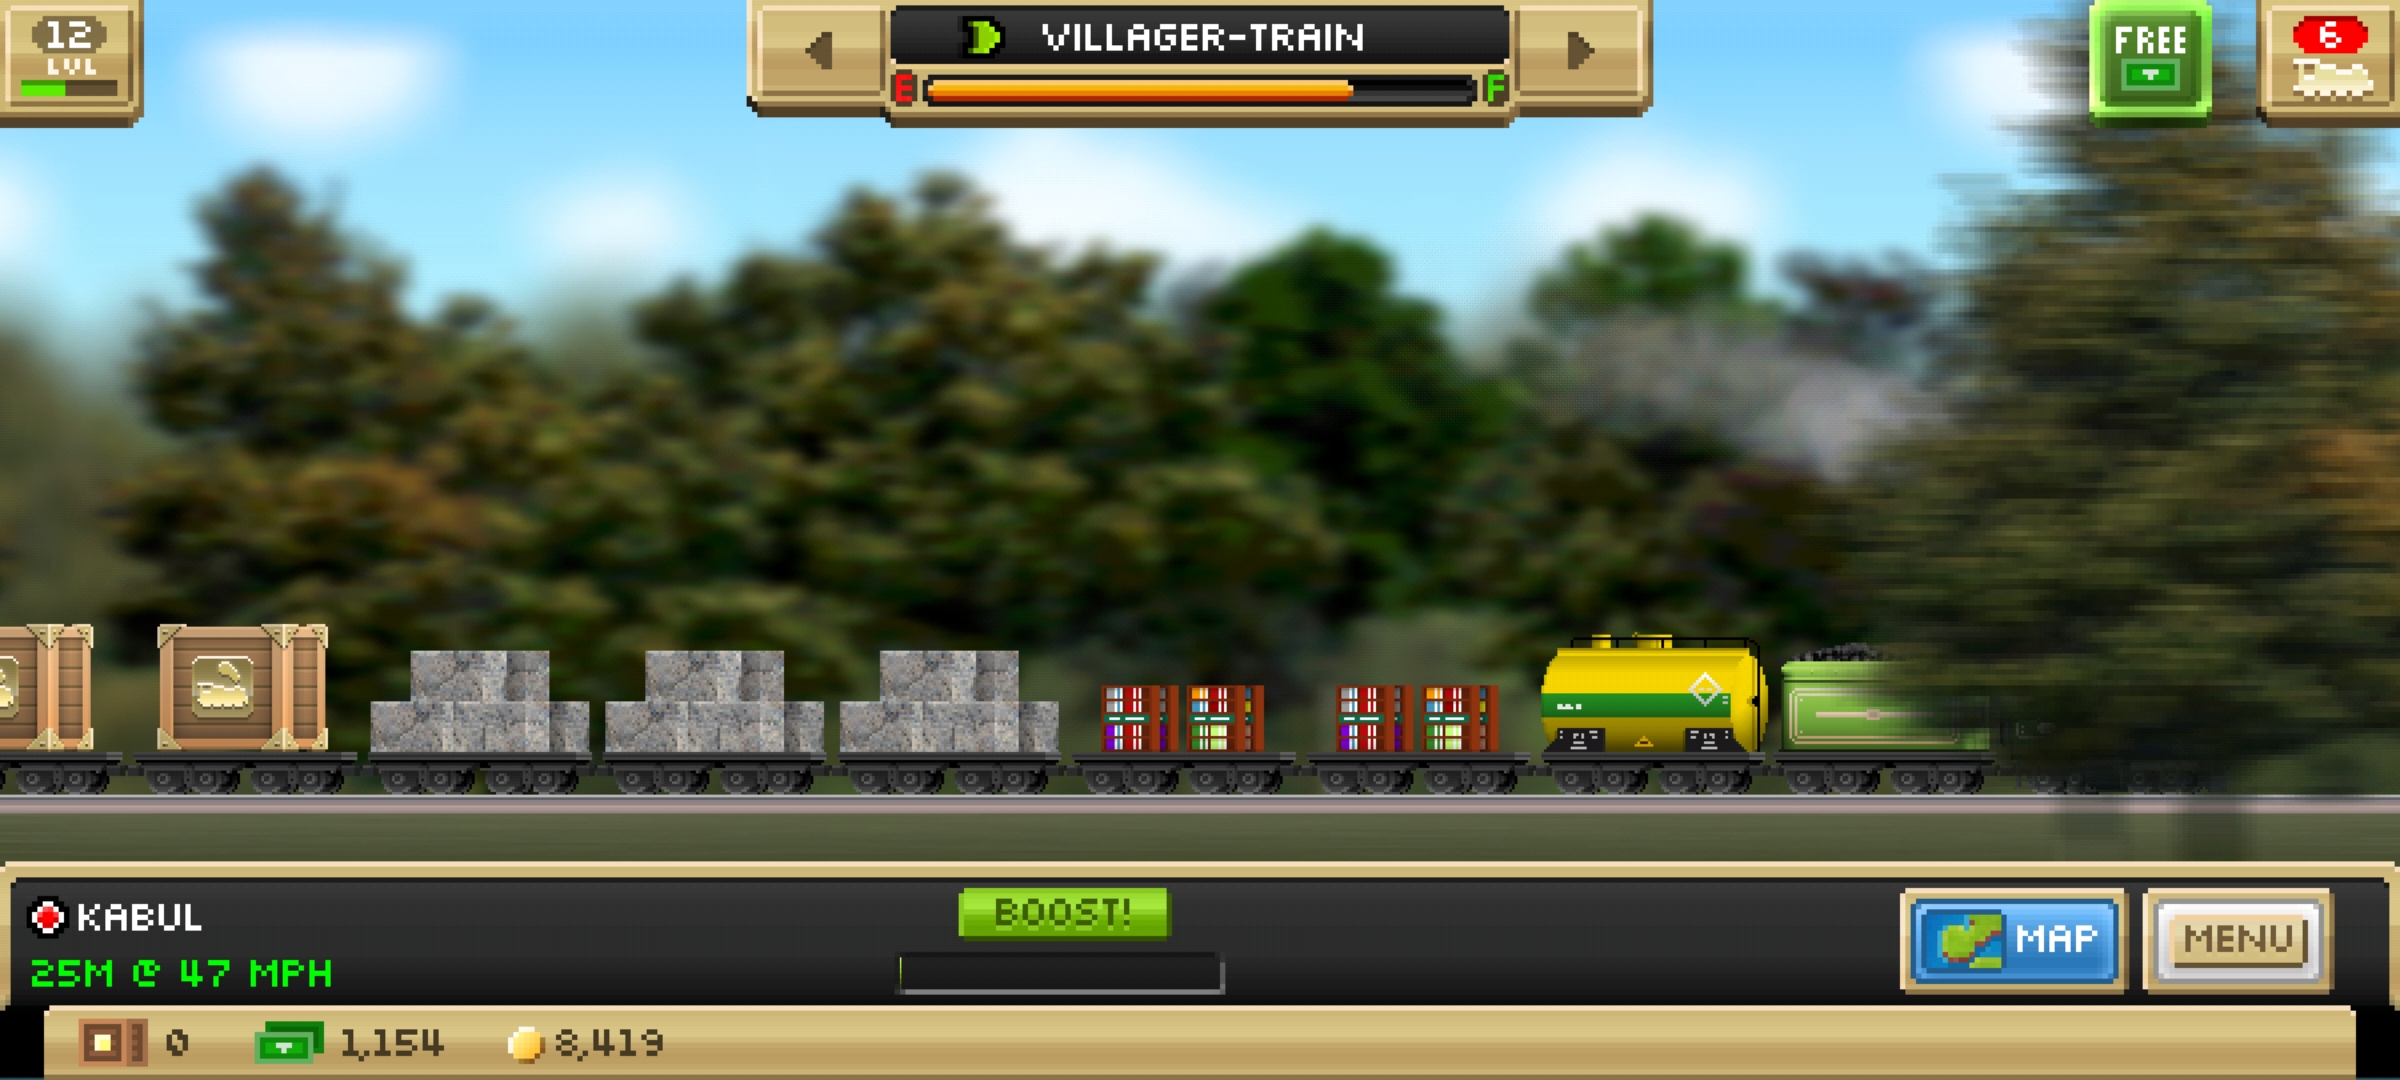 12
LVL
VILLAGER-TRAIN
E
F
FREE
6
KABUL
25M @ 47 MPH
BOOST!
MAP
MENU
0
1,154
8,419